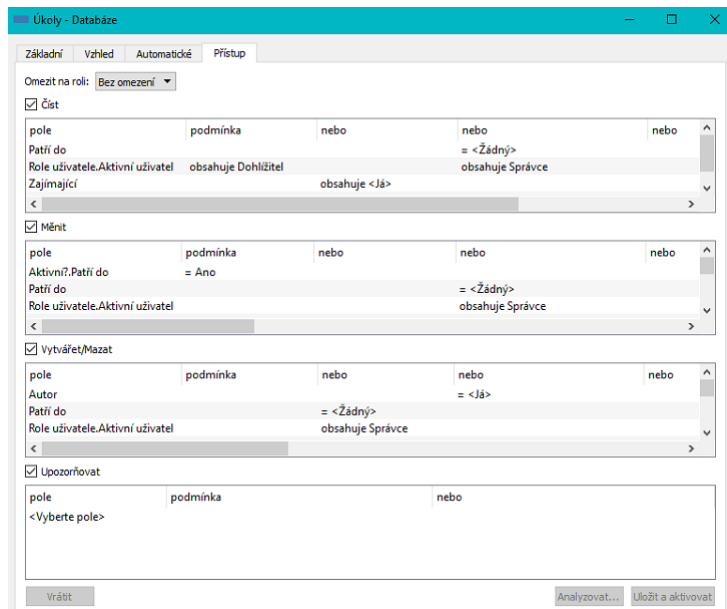 Úkoly - Databáze
Základní Vzhled Automatické Přístup
Omezit na roli: Bez omezení
Číst
pole podmínka nebo nebo nebo
Patří do = <Žádný>
Role uživatele.Aktivní uživatel obsahuje Dohlížitel obsahuje Správce
Zajímající obsahuje <Já>
Měnit
pole podmínka nebo nebo nebo
Aktivní?.Patří do = Ano
Patří do = <Žádný>
Role uživatele.Aktivní uživatel obsahuje Správce
Vytvářet/Mazat
pole podmínka nebo nebo nebo
Autor = <Já>
Patří do = <Žádný>
Role uživatele.Aktivní uživatel obsahuje Správce
Upozorňovat
pole podmínka nebo
<Vyberte pole>
Vrátit Analyzovat... Uložit a aktivovat